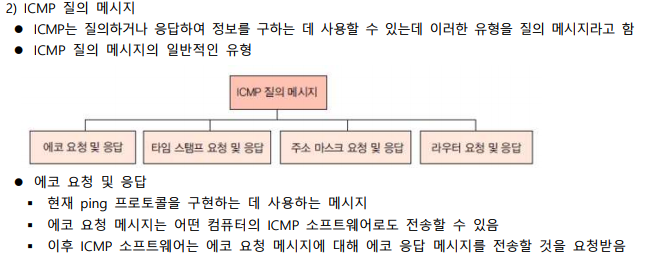 2) ICMP 질의 메시지
● ICMP는 질의하거나 응답하여 정보를 구하는 데 사용할 수 있는데 이러한 유형을 질의 메시지라고 함
● ICMP 질의 메시지의 일반적인 유형
ICMP 질의 메시지
에코 요청 및 응답
타임 스탬프 요청 및 응답
주소 마스크 요청 및 응답
라우터 요청 및 응답
● 에코 요청 및 응답
▪ 현재 ping 프로토콜을 구현하는 데 사용하는 메시지
▪ 에코 요청 메시지는 어떤 컴퓨터의 ICMP 소프트웨어로도 전송할 수 있음
▪ 이후 ICMP 소프트웨어는 에코 요청 메시지에 대해 에코 응답 메시지를 전송할 것을 요청받음